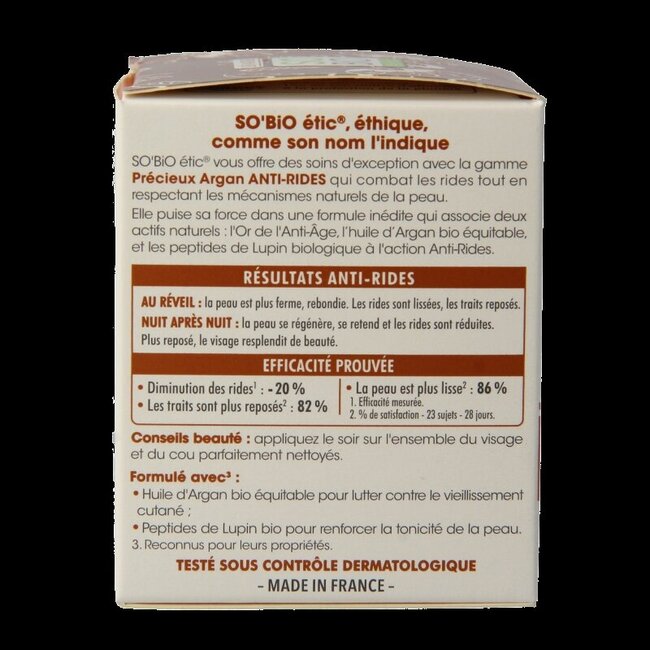 SO'BiO étic®, éthique,
comme son nom l'indique
SO'BiO étic® vous offre des soins d'exception avec la gamme
Précieux Argan ANTI-RIDES qui combat les rides tout en
respectant les mécanismes naturels de la peau.
Elle puise sa force dans une formule inédite qui associe deux
actifs naturels : l'Or de l'Anti-Âge, l'huile d'Argan bio équitable,
et les peptides de Lupin biologique à l'action Anti-Rides.
RÉSULTATS ANTI-RIDES
AU RÉVEIL : la peau est plus ferme, rebondie. Les rides sont lissées, les traits reposés.
NUIT APRÈS NUIT : la peau se régénère, se retend et les rides sont réduites.
Plus reposé, le visage resplendit de beauté.
EFFICACITÉ PROUVÉE
• Diminution des rides¹ : -20 %
• Les traits sont plus reposés² : 82 %
• La peau est plus lisse² : 86 %
1. Efficacité mesurée.
2. % de satisfaction - 23 sujets - 28 jours.
Conseils beauté : appliquez le soir sur l'ensemble du visage
et du cou parfaitement nettoyés.
Formulé avec³ :
• Huile d'Argan bio équitable pour lutter contre le vieillissement
cutané ;
• Peptides de Lupin bio pour renforcer la tonicité de la peau.
3. Reconnus pour leurs propriétés.
TESTÉ SOUS CONTRÔLE DERMATOLOGIQUE
– MADE IN FRANCE –